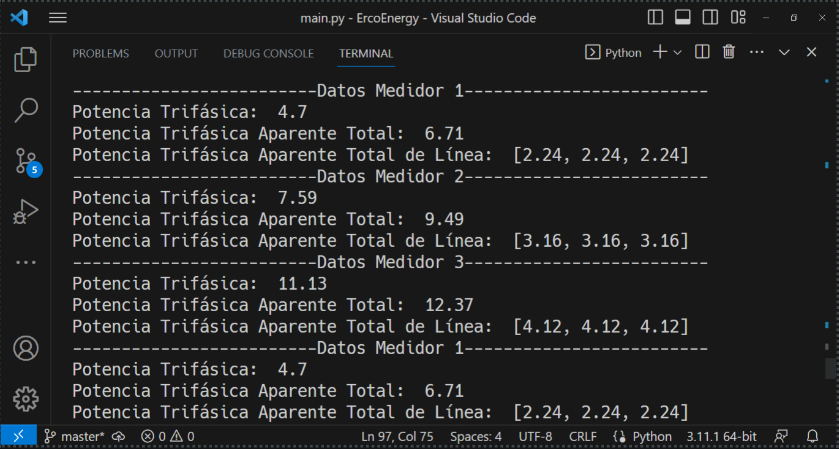 main.py - ErcoEnergy - Visual Studio Code
PROBLEMS OUTPUT DEBUG CONSOLE TERMINAL Python
-------------------------Datos Medidor 1-------------------------
Potencia Trifásica:  4.7
Potencia Trifásica Aparente Total:  6.71
Potencia Trifásica Aparente Total de Línea:  [2.24, 2.24, 2.24]
-------------------------Datos Medidor 2-------------------------
Potencia Trifásica:  7.59
Potencia Trifásica Aparente Total:  9.49
Potencia Trifásica Aparente Total de Línea:  [3.16, 3.16, 3.16]
-------------------------Datos Medidor 3-------------------------
Potencia Trifásica:  11.13
Potencia Trifásica Aparente Total:  12.37
Potencia Trifásica Aparente Total de Línea:  [4.12, 4.12, 4.12]
-------------------------Datos Medidor 1-------------------------
Potencia Trifásica:  4.7
Potencia Trifásica Aparente Total:  6.71
Potencia Trifásica Aparente Total de Línea:  [2.24, 2.24, 2.24]
5
master* 0 0 Ln 97, Col 75 Spaces: 4 UTF-8 CRLF Python 3.11.1 64-bit